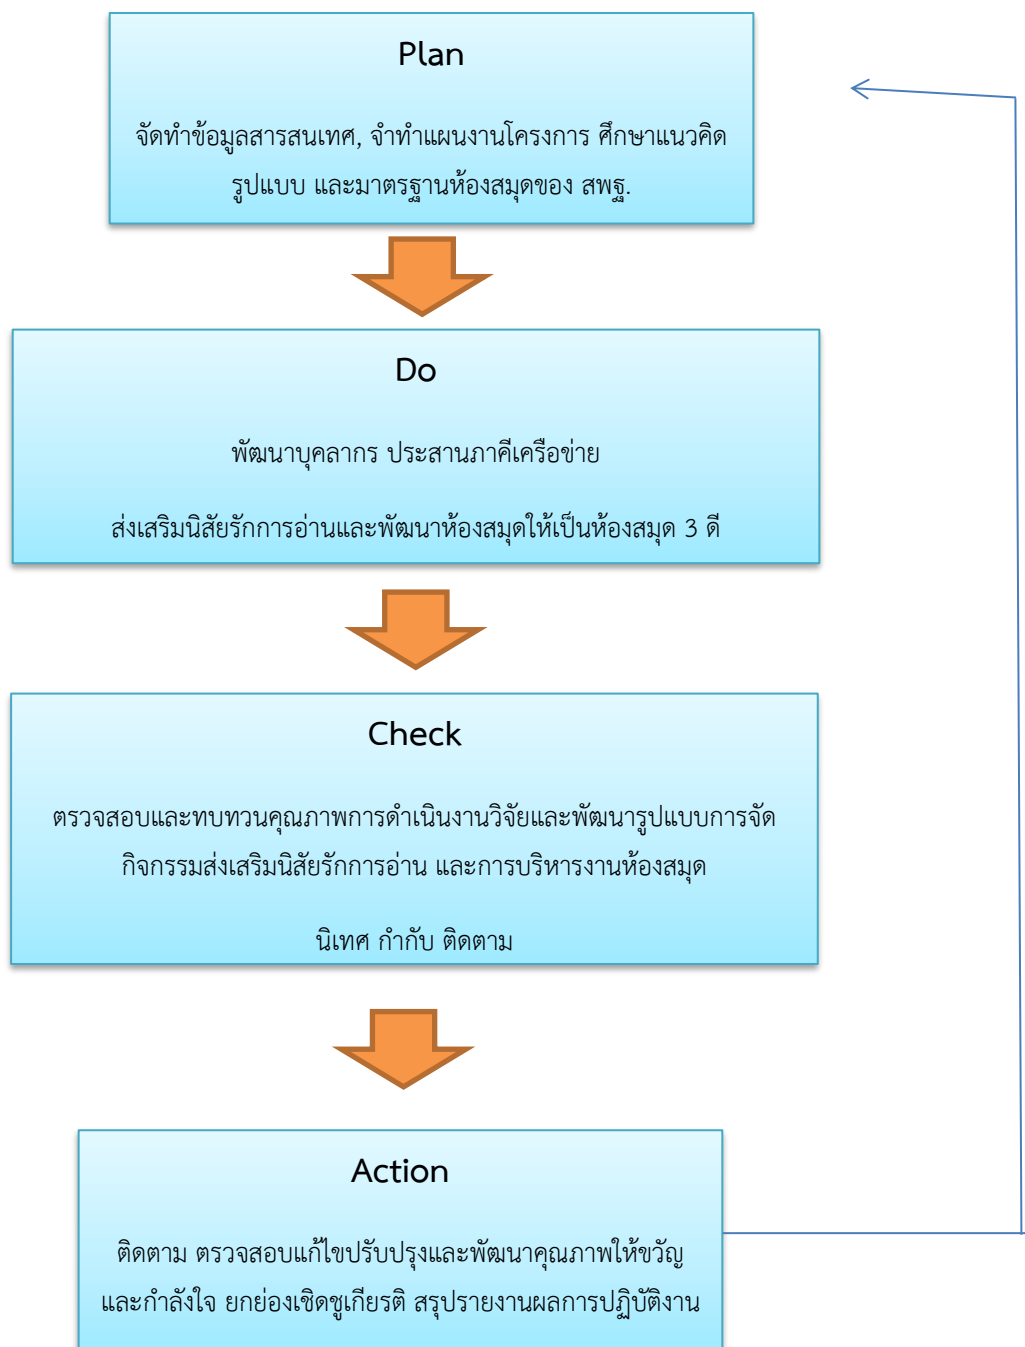 Plan
จัดทำข้อมูลสารสนเทศ, จำทำแผนงานโครงการ ศึกษาแนวคิด
รูปแบบ และมาตรฐานห้องสมุดของ สพฐ.
Do
พัฒนาบุคลากร ประสานภาคีเครือข่าย
ส่งเสริมนิสัยรักการอ่านและพัฒนาห้องสมุดให้เป็นห้องสมุด 3 ดี
Check
ตรวจสอบและทบทวนคุณภาพการดำเนินงานวิจัยและพัฒนารูปแบบการจัด
กิจกรรมส่งเสริมนิสัยรักการอ่าน และการบริหารงานห้องสมุด
นิเทศ กำกับ ติดตาม
Action
ติดตาม ตรวจสอบแก้ไขปรับปรุงและพัฒนาคุณภาพให้ขวัญ
และกำลังใจ ยกย่องเชิดชูเกียรติ สรุปรายงานผลการปฏิบัติงาน